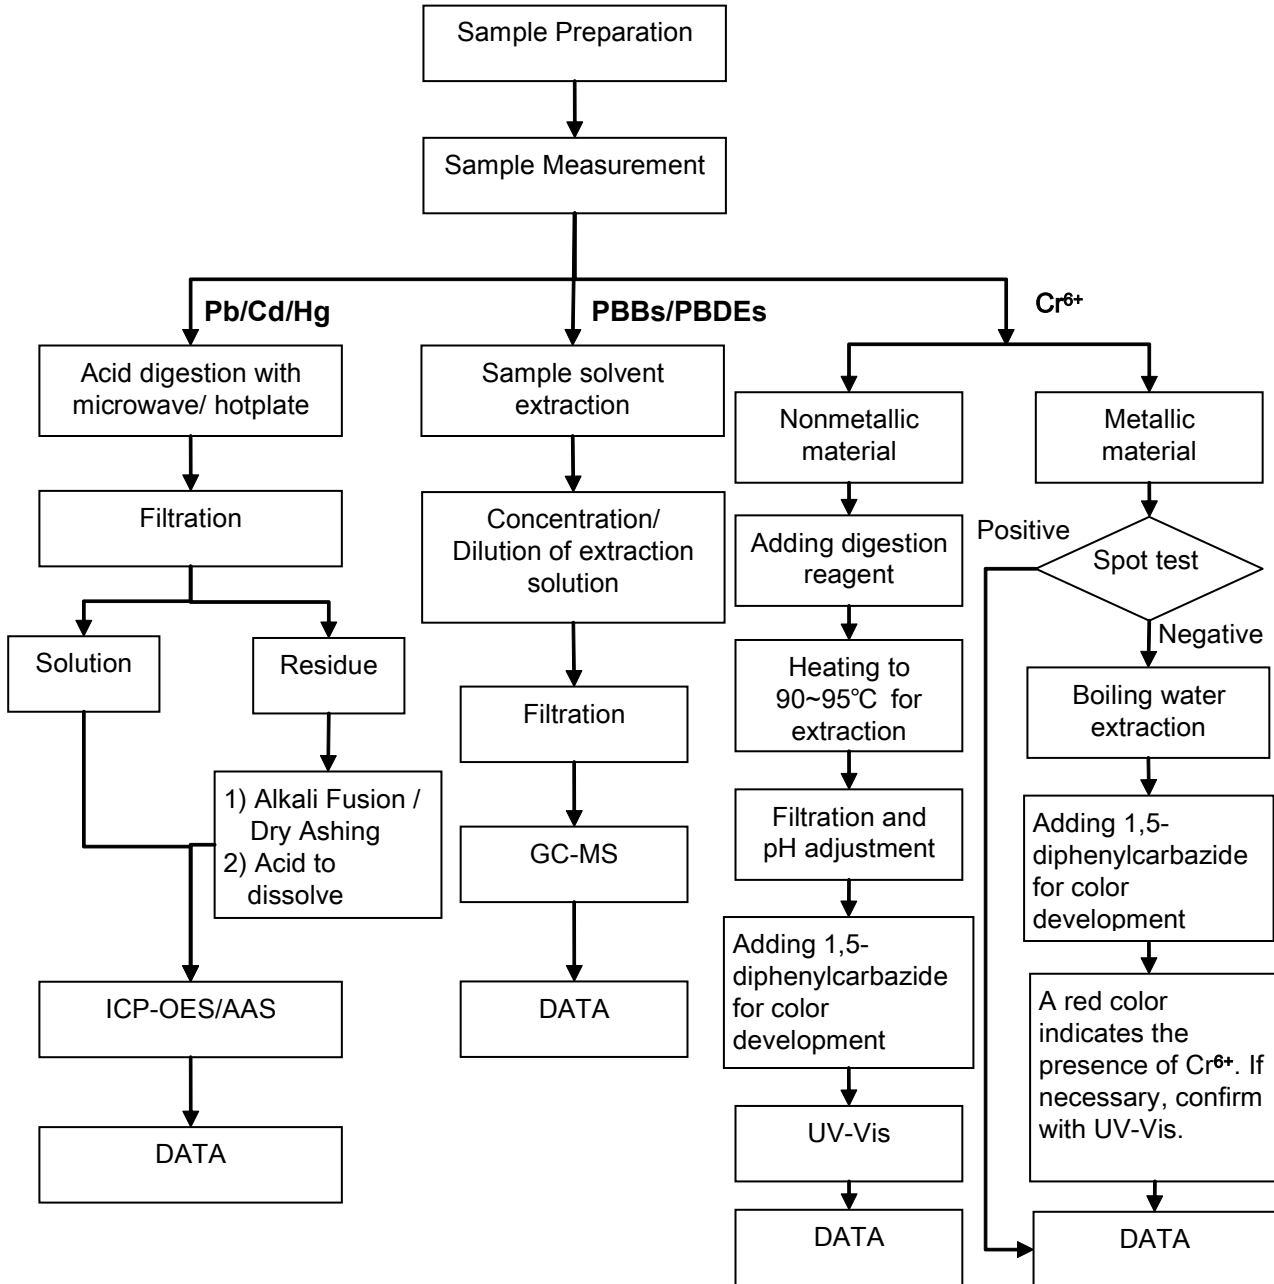 Sample Preparation
Sample Measurement
Pb/Cd/Hg
PBBs/PBDEs
Cr⁶⁺
Acid digestion with
microwave/ hotplate
Filtration
Solution
Residue
1) Alkali Fusion /
Dry Ashing
2) Acid to
dissolve
ICP-OES/AAS
DATA
Sample solvent
extraction
Concentration/
Dilution of extraction
solution
Filtration
GC-MS
DATA
Nonmetallic
material
Adding digestion
reagent
Heating to
90~95℃ for
extraction
Filtration and
pH adjustment
Adding 1,5-
diphenylcarbazide
for color
development
UV-Vis
DATA
Metallic
material
Positive
Spot test
Negative
Boiling water
extraction
Adding 1,5-
diphenylcarbazide
for color
development
A red color
indicates the
presence of Cr⁶⁺. If
necessary, confirm
with UV-Vis.
DATA